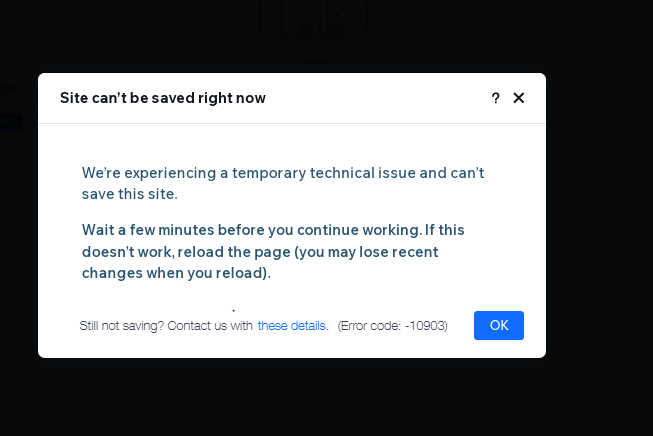 Site can't be saved right now ?
We're experiencing a temporary technical issue and can't
save this site.
Wait a few minutes before you continue working. If this
doesn't work, reload the page (you may lose recent
changes when you reload).
Still not saving? Contact us with these details. (Error code: -10903)
OK